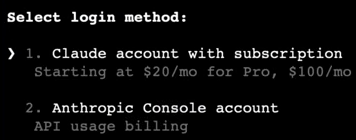 Select login method:
❯ 1. Claude account with subscription
Starting at $20/mo for Pro, $100/mo
2. Anthropic Console account
API usage billing